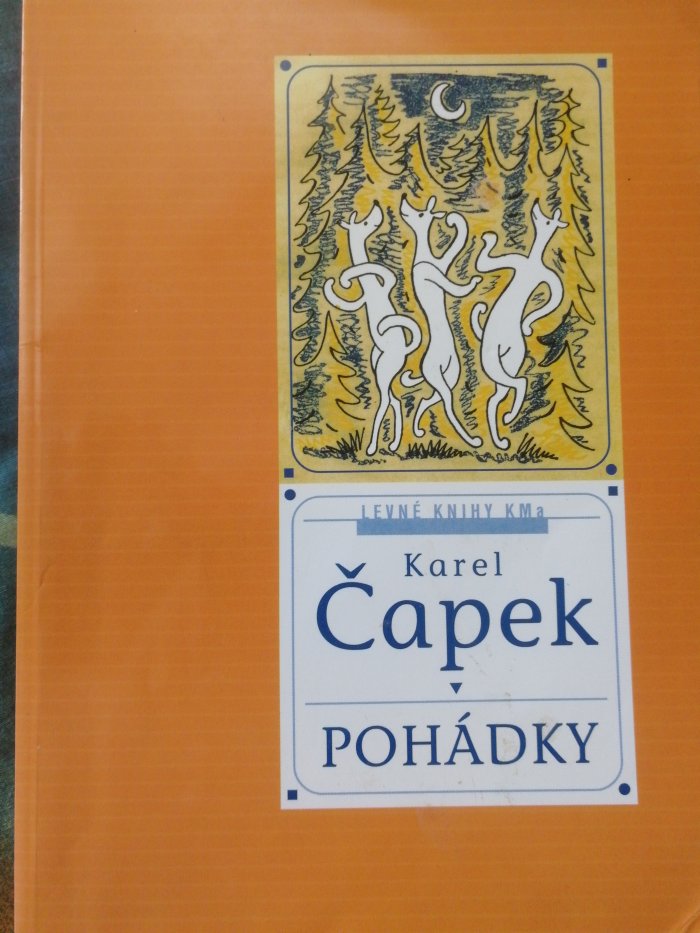 LEVNÉ KNIHY KMa
Karel
Čapek
POHÁDKY